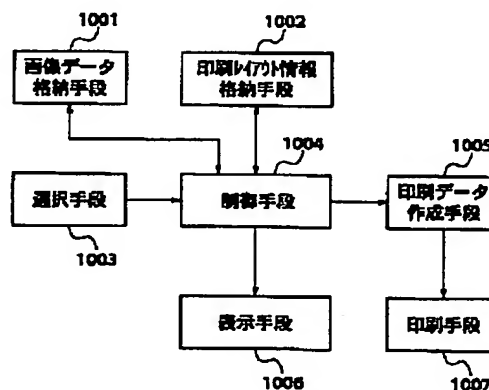 1001
1002
画像データ
格納手段
印刷レイアウト情報
格納手段
1004
1005
選択手段
制御手段
印刷データ
作成手段
1003
表示手段
印刷手段
1006
1007